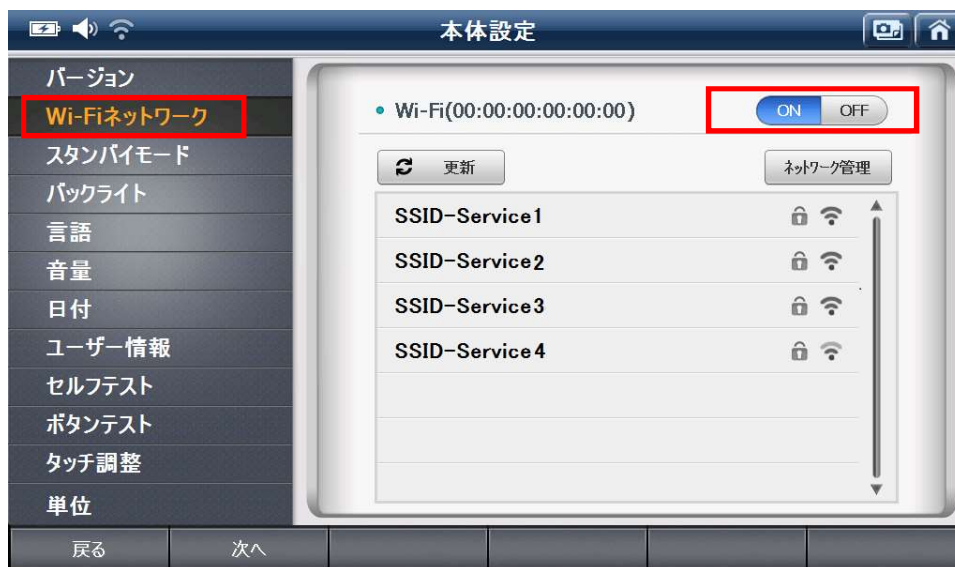 本体設定
バージョン
Wi-Fiネットワーク
スタンバイモード
バックライト
言語
音量
日付
ユーザー情報
セルフテスト
ボタンテスト
タッチ調整
単位
• Wi-Fi(00:00:00:00:00:00)
ON OFF
更新
ネットワーク管理
SSID-Service1
SSID-Service2
SSID-Service3
SSID-Service4
戻る 次へ